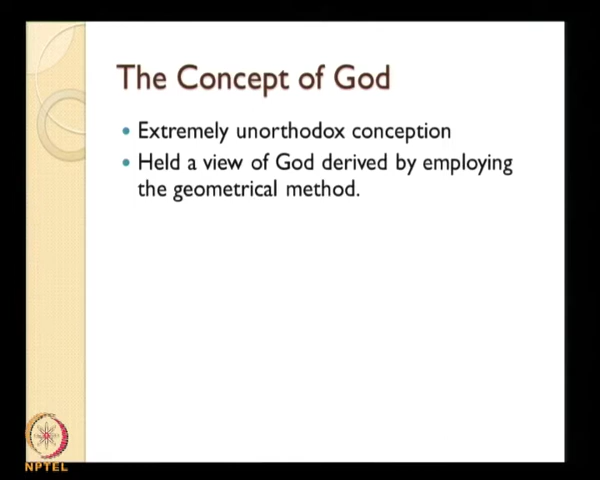 The Concept of God
• Extremely unorthodox conception
• Held a view of God derived by employing
the geometrical method.
NPTEL